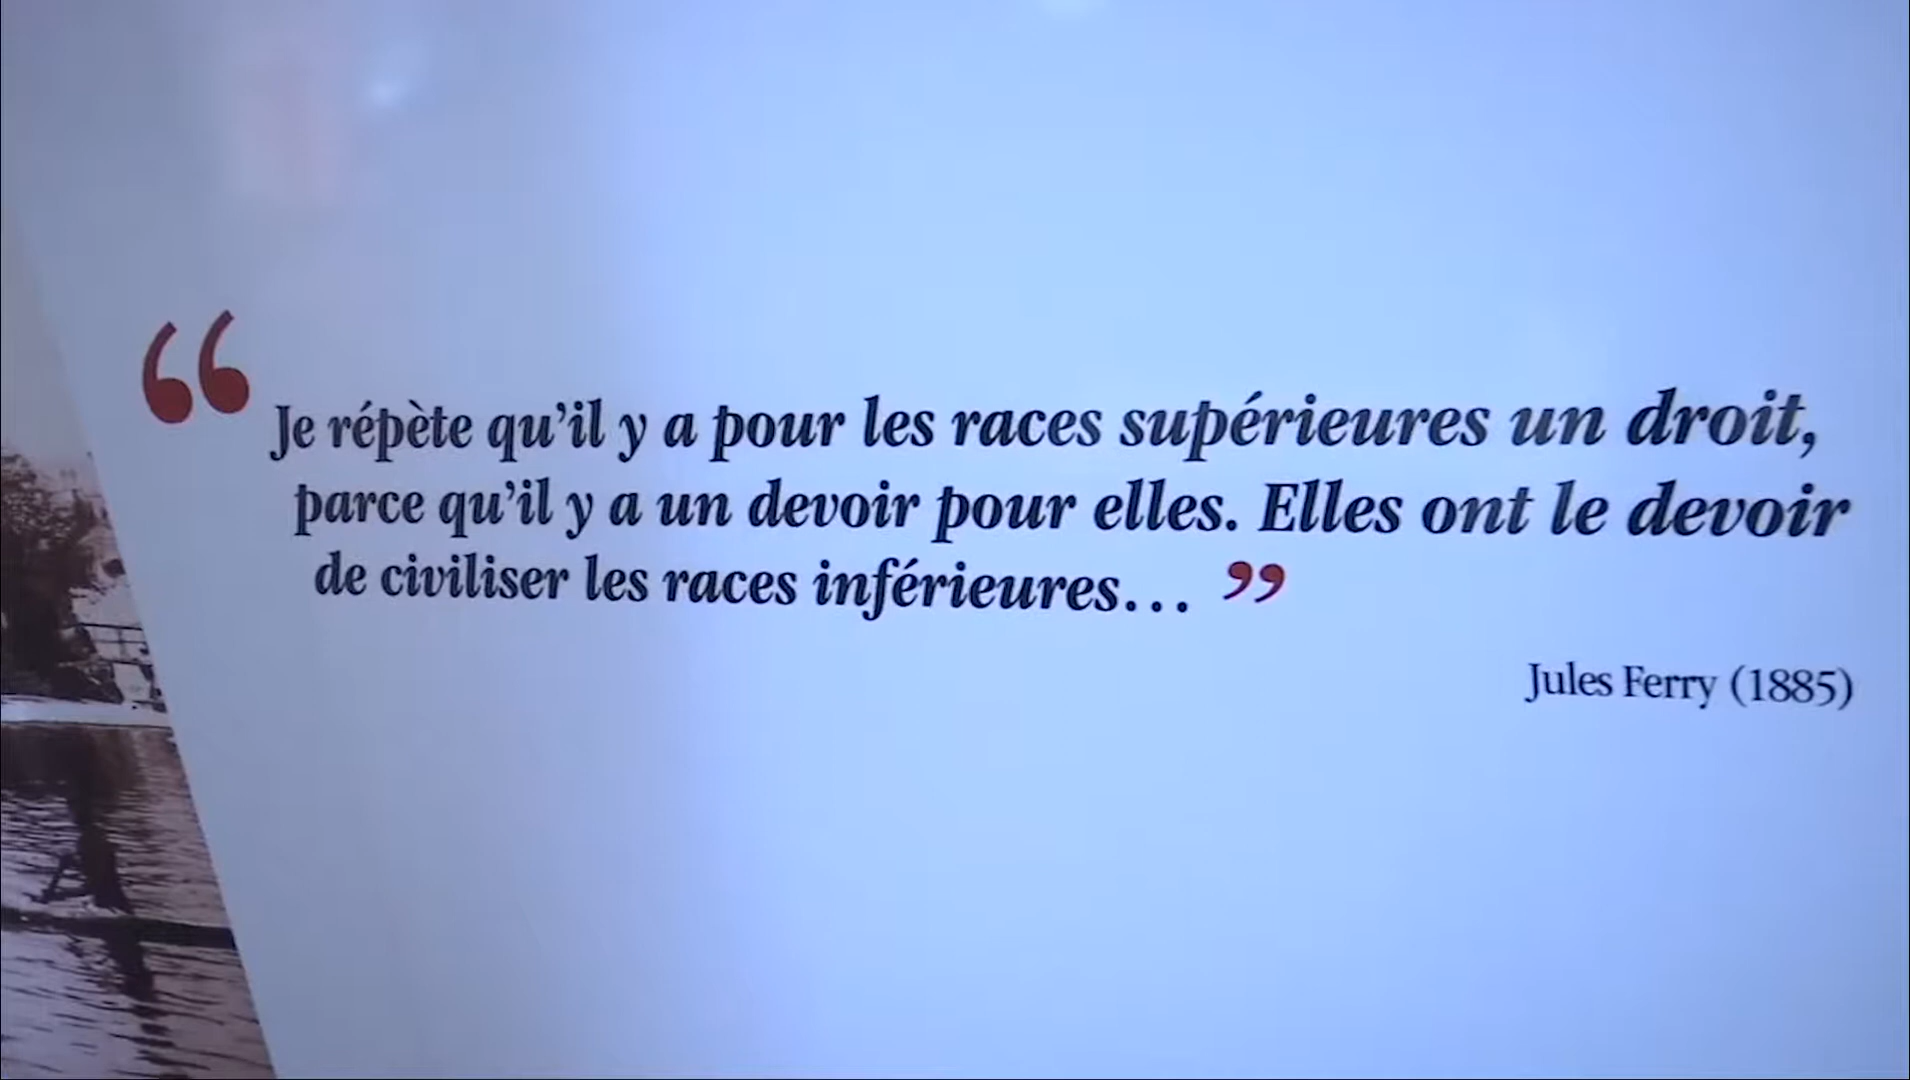 “Je répète qu’il y a pour les races supérieures un droit,
parce qu’il y a un devoir pour elles. Elles ont le devoir
de civiliser les races inférieures… ”
Jules Ferry (1885)